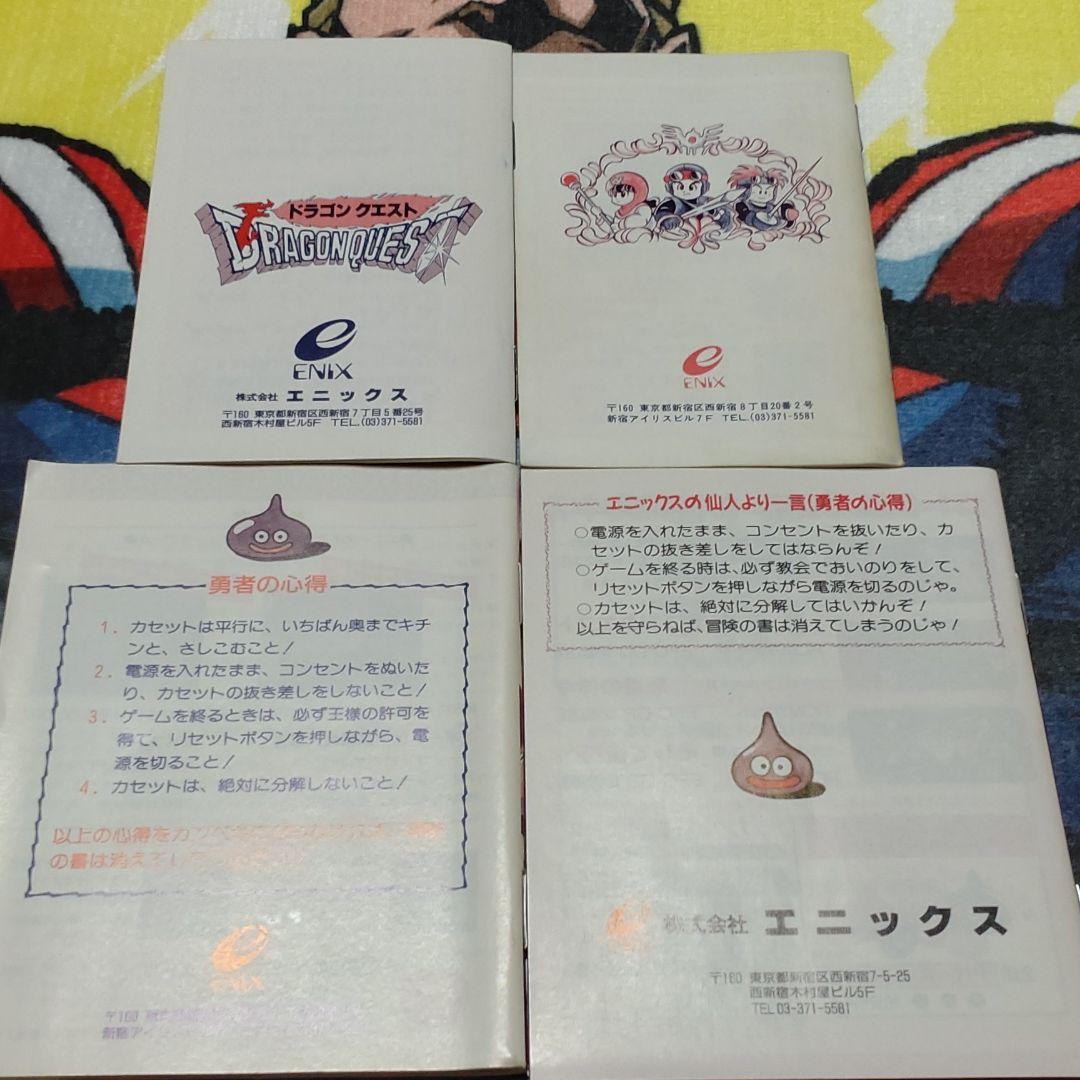 ドラゴン クエスト
DRAGON QUEST
ENIX
株式会社 エニックス
〒160 東京都新宿区西新宿7丁目5番25号
西新宿木村屋ビル5F TEL.(03)371-5581
ENIX
〒160 東京都新宿区西新宿8丁目20番2号
新宿アイリスビル7F TEL.(03)371-5581
勇者の心得
1. カセットは平行に、いちばん奥までキチ
ンと、さしこむこと!
2. 電源を入れたまま、コンセントをぬいた
り、カセットの抜き差しをしないこと!
3. ゲームを終るときは、必ず王様の許可を
得て、リセットボタンを押しながら、電
源を切ること!
4. カセットは、絶対に分解しないこと!
以上の心得を
の書は消えてし
ENIX
〒160
新宿アイ
エニックスの仙人より一言(勇者の心得)
○電源を入れたまま、コンセントを抜いたり、カ
セットの抜き差しをしてはならんぞ!
○ゲームを終る時は、必ず教会でおいのりをして、
リセットボタンを押しながら電源を切るのじゃ。
○カセットは、絶対に分解してはいかんぞ!
以上を守らねば、冒険の書は消えてしまうのじゃ!
株式会社 エニックス
〒160 東京都新宿区西新宿7-5-25
西新宿木村屋ビル5F
TEL 03-371-5581